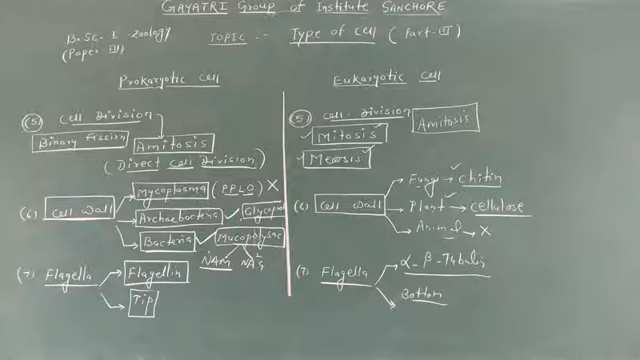 GAYATRI GROUP of INSTITUTE SANCHORE
B.SC. I Zoology
(Paper-III)
TOPIC :- Type of cell (Part-III)
Prokaryotic cell
(5) Cell Division
Binary Fission
Amitosis
(Direct cell Division)
(6) Cell Wall
Mycoplasma (PPLO) X
Archaebacteria
Bacteria Mucopolysac
NAM NAG
(7) Flagella
Flagellin
Tip
Eukaryotic cell
(5) Cell-Division Amitosis
✓ Mitosis
✓ Meiosis
(6) Cell Wall
Fungi → chitin
Plant → cellulose
Animal → X
(7) Flagella
α-β-Tubulin
Bottom